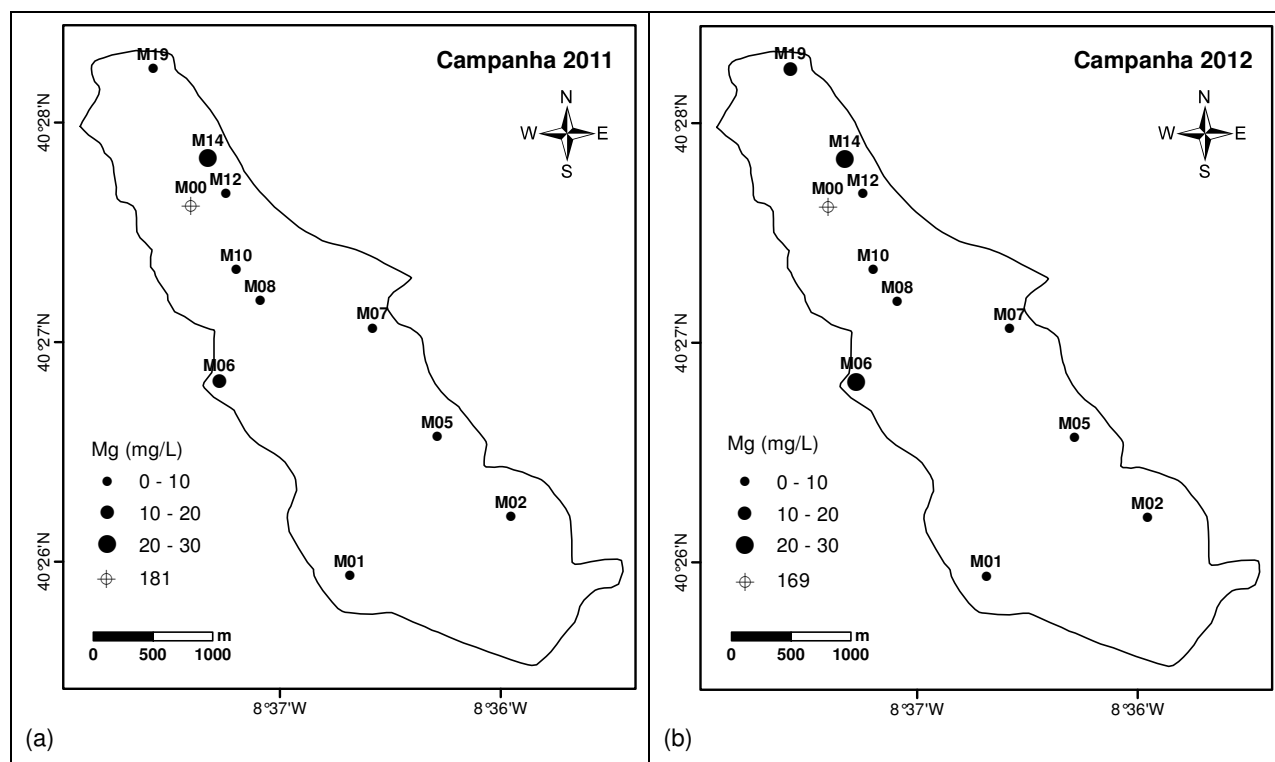 Campanha 2011
N
W E
S
40°28'N
40°27'N
40°26'N
M19
M14
M12
M00
M10
M08
M07
M06
M05
M02
M01
Mg (mg/L)
0 - 10
10 - 20
20 - 30
181
m
0 500 1000
8°37'W 8°36'W
(a)
Campanha 2012
N
W E
S
40°28'N
40°27'N
40°26'N
M19
M14
M12
M00
M10
M08
M07
M06
M05
M02
M01
Mg (mg/L)
0 - 10
10 - 20
20 - 30
169
m
0 500 1000
8°37'W 8°36'W
(b)